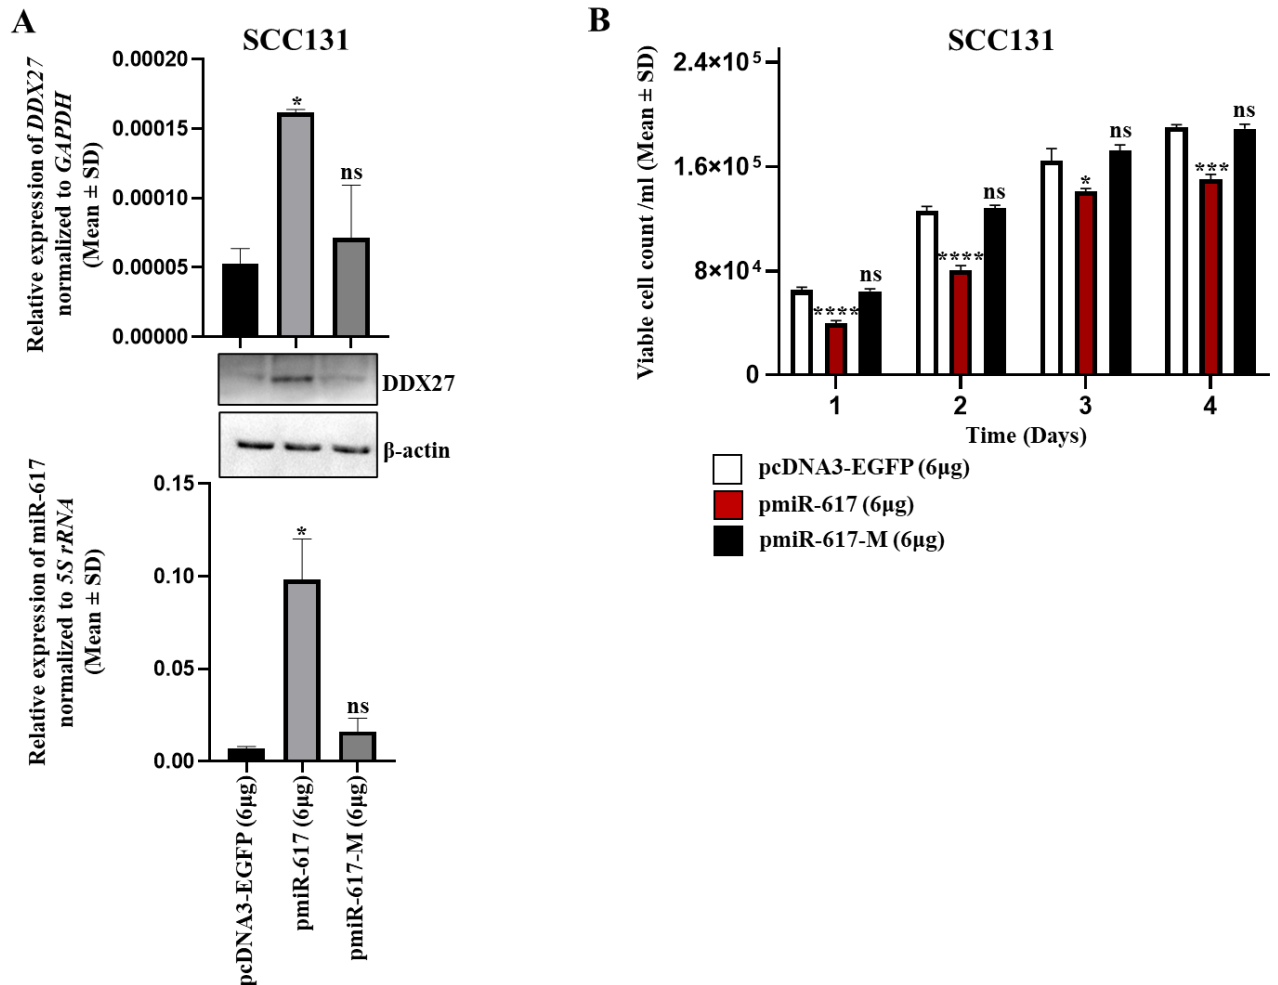 A
SCC131
Relative expression of DDX27
normalized to GAPDH
(Mean ± SD)
0.00020
0.00015
0.00010
0.00005
0.00000
*
ns
DDX27
β-actin
Relative expression of miR-617
normalized to 5S rRNA
(Mean ± SD)
0.15
0.10
0.05
0.00
*
ns
pcDNA3-EGFP (6μg)
pmiR-617 (6μg)
pmiR-617-M (6μg)
B
SCC131
Viable cell count /ml (Mean ± SD)
2.4×10⁵
1.6×10⁵
8×10⁴
0
****
ns
****
ns
*
ns
***
ns
1 2 3 4
Time (Days)
pcDNA3-EGFP (6μg)
pmiR-617 (6μg)
pmiR-617-M (6μg)